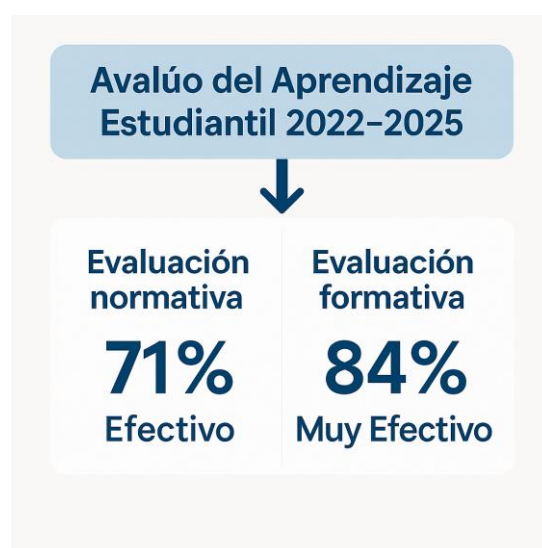 Avalúo del Aprendizaje
Estudiantil 2022–2025
Evaluación
normativa
71%
Efectivo
Evaluación
formativa
84%
Muy Efectivo